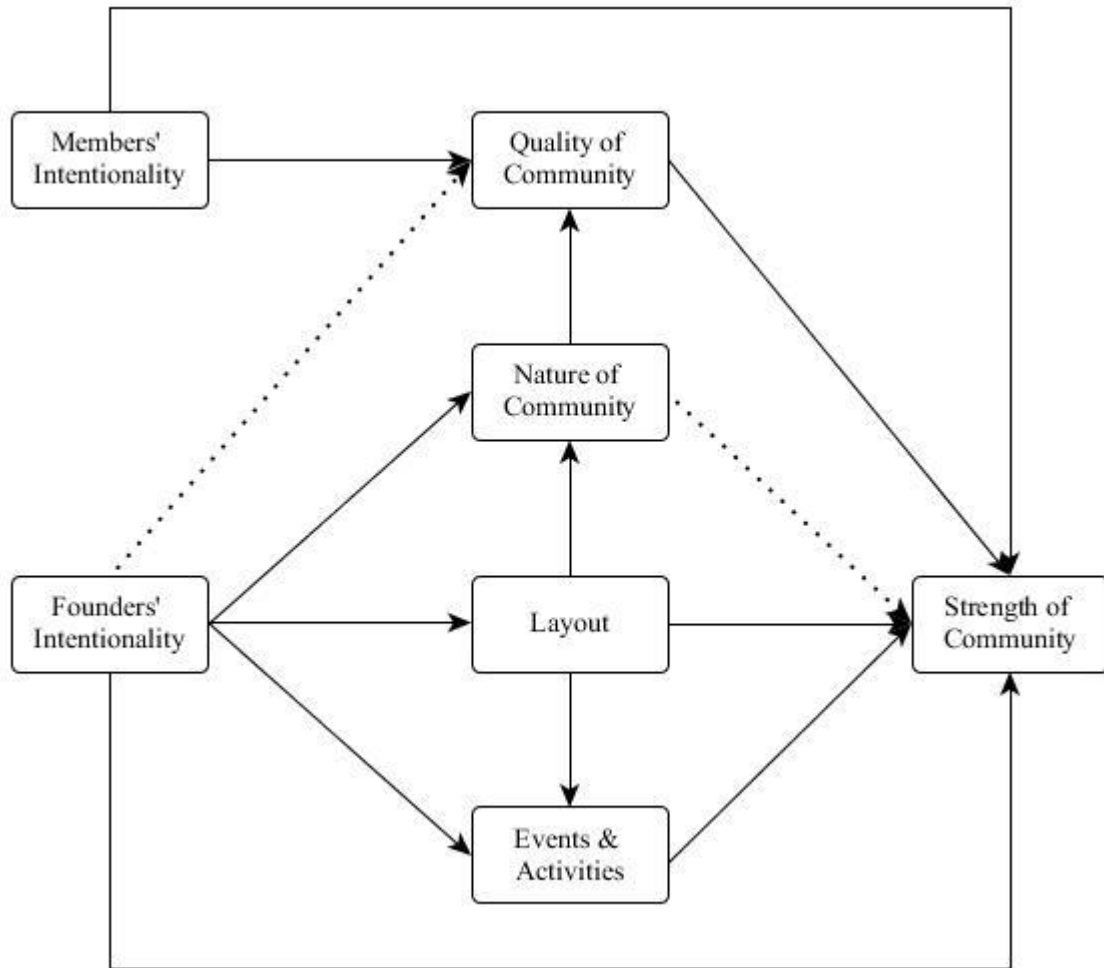 Members'
Intentionality
Quality of
Community
Nature of
Community
Founders'
Intentionality
Layout
Strength of
Community
Events &
Activities